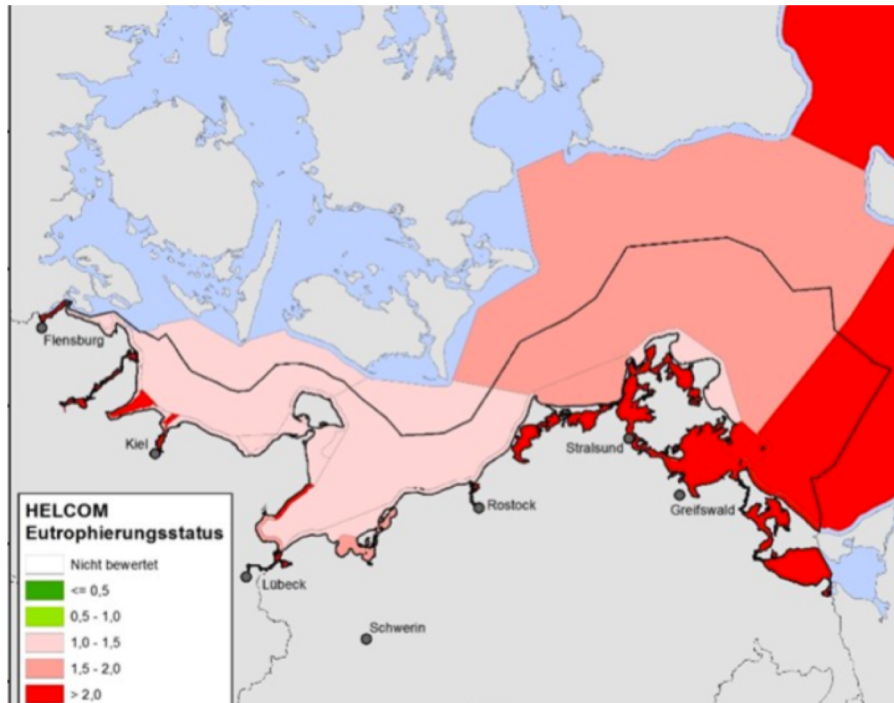 Flensburg
Kiel
Stralsund
Rostock
Greifswald
Lübeck
Schwerin
HELCOM
Eutrophierungsstatus
Nicht bewertet
<= 0,5
0,5 - 1,0
1,0 - 1,5
1,5 - 2,0
> 2,0